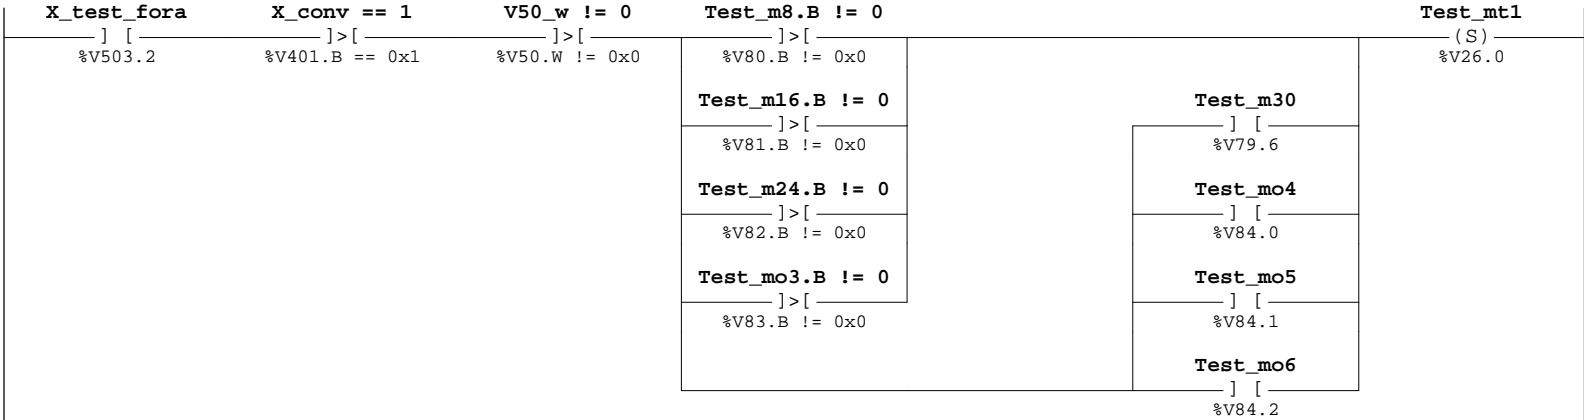 X_test_fora X_conv == 1 V50_w != 0 Test_m8.B != 0 Test_mt1
] [ ]>[ ]>[ ]>[ (S)
%V503.2 %V401.B == 0x1 %V50.W != 0x0 %V80.B != 0x0 %V26.0
Test_m16.B != 0 Test_m30
]>[ ] [
%V81.B != 0x0 %V79.6
Test_m24.B != 0 Test_mo4
]>[ ] [
%V82.B != 0x0 %V84.0
Test_mo3.B != 0 Test_mo5
]>[ ] [
%V83.B != 0x0 %V84.1
Test_mo6
] [
%V84.2